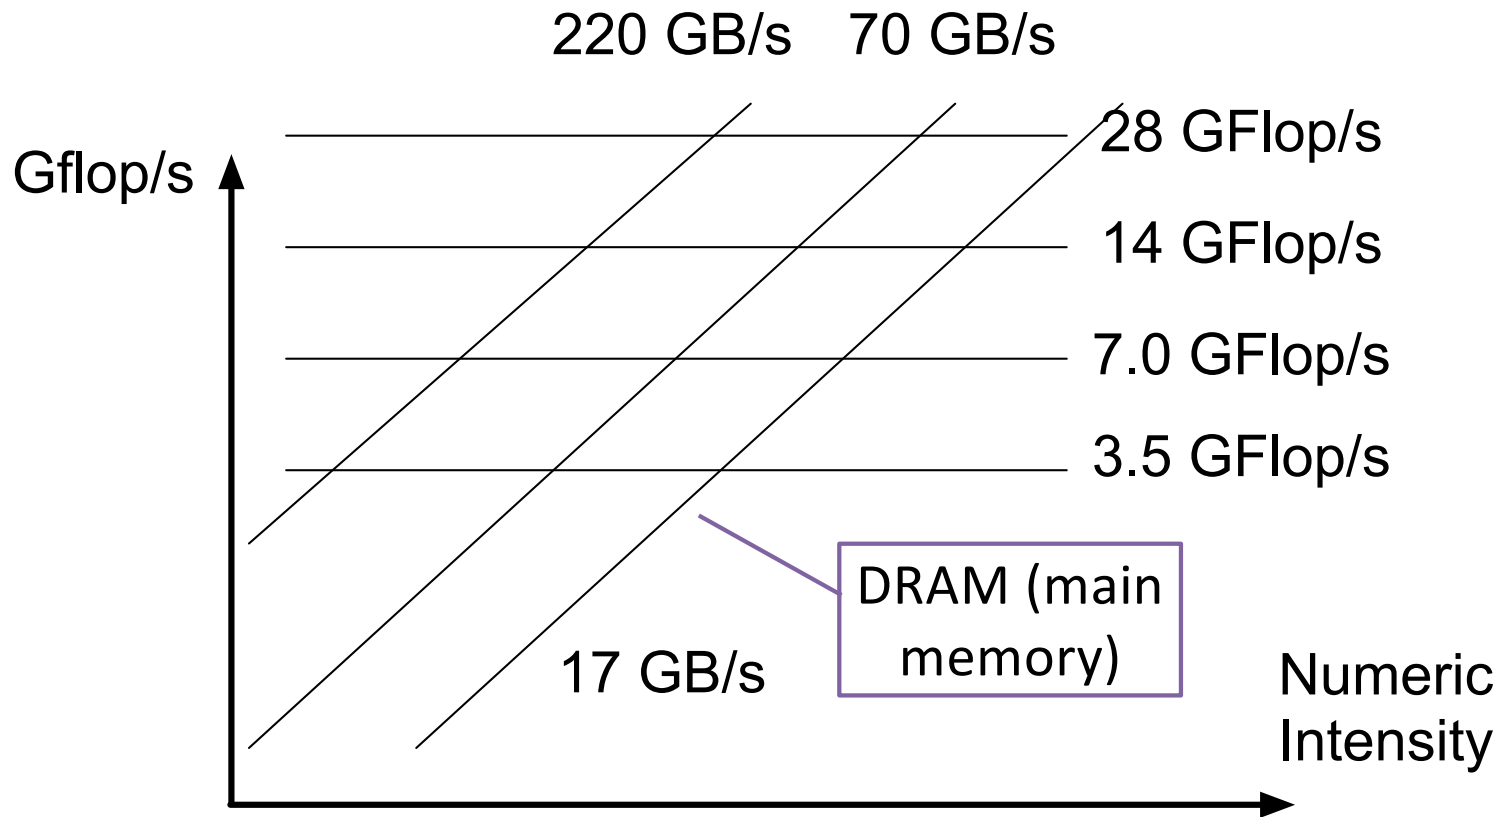 220 GB/s
70 GB/s
28 GFlop/s
Gflop/s
14 GFlop/s
7.0 GFlop/s
3.5 GFlop/s
DRAM (main
memory)
17 GB/s
Numeric
Intensity